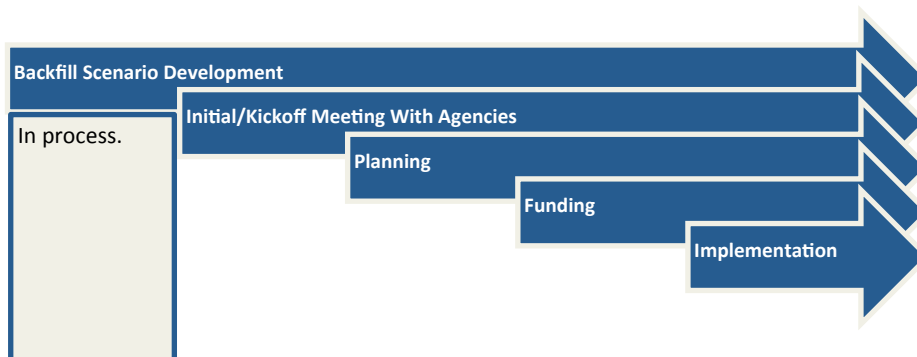 Backfill Scenario Development
Initial/Kickoff Meeting With Agencies
In process.
Planning
Funding
Implementation